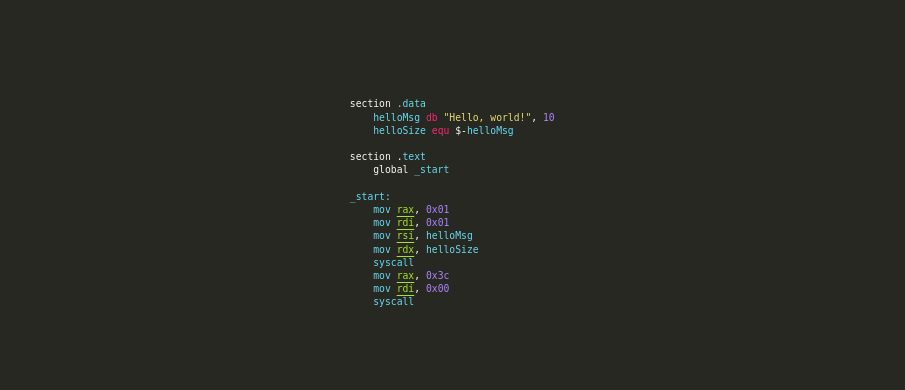 section .data
    helloMsg db "Hello, world!", 10
    helloSize equ $-helloMsg

section .text
    global _start

_start:
    mov rax, 0x01
    mov rdi, 0x01
    mov rsi, helloMsg
    mov rdx, helloSize
    syscall
    mov rax, 0x3c
    mov rdi, 0x00
    syscall